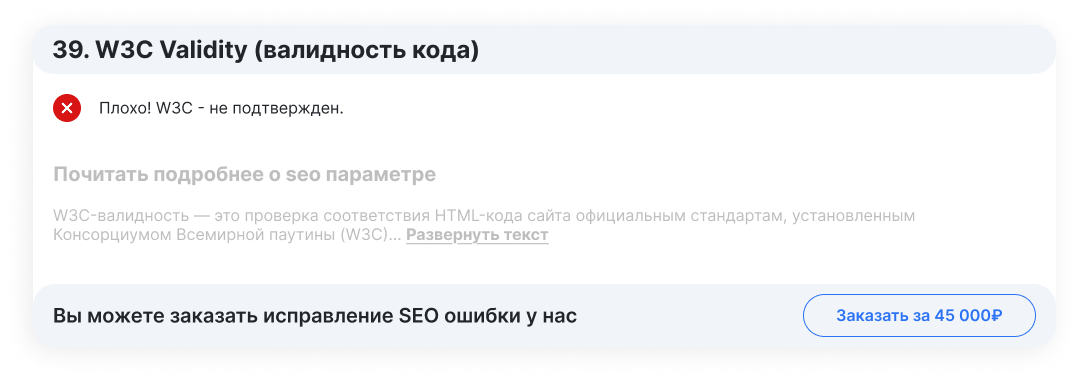 39. W3C Validity (валидность кода)
Плохо! W3C - не подтвержден.
Почитать подробнее о seo параметре
W3C-валидность — это проверка соответствия HTML-кода сайта официальным стандартам, установленным
Консорциумом Всемирной паутины (W3C)... Развернуть текст
Вы можете заказать исправление SEO ошибки у нас
Заказать за 45 000₽